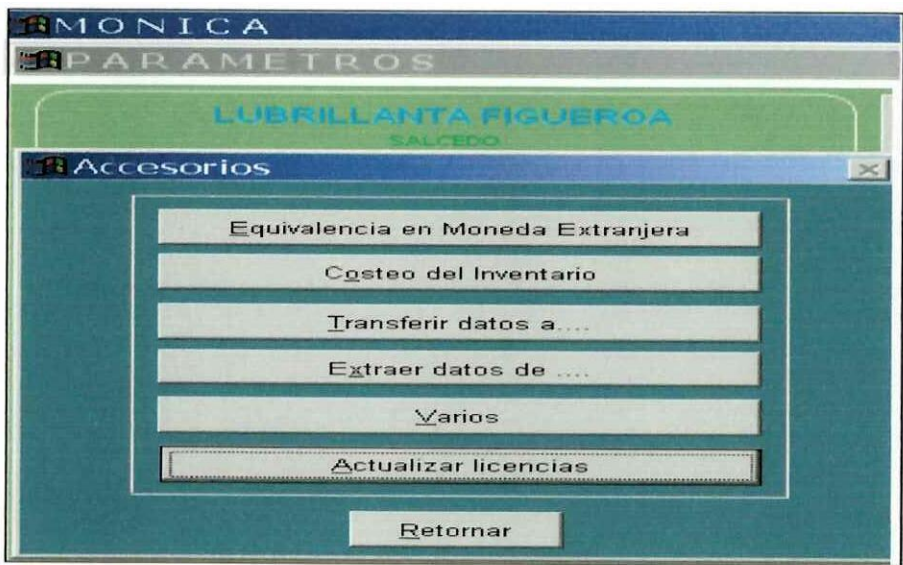 MONICA
PARAMETROS
LUBRILLANTA FIGUEROA
SALCEDO
Accesorios
Equivalencia en Moneda Extranjera
Costeo del Inventario
Transferir datos a....
Extraer datos de ....
Varios
Actualizar licencias
Retornar